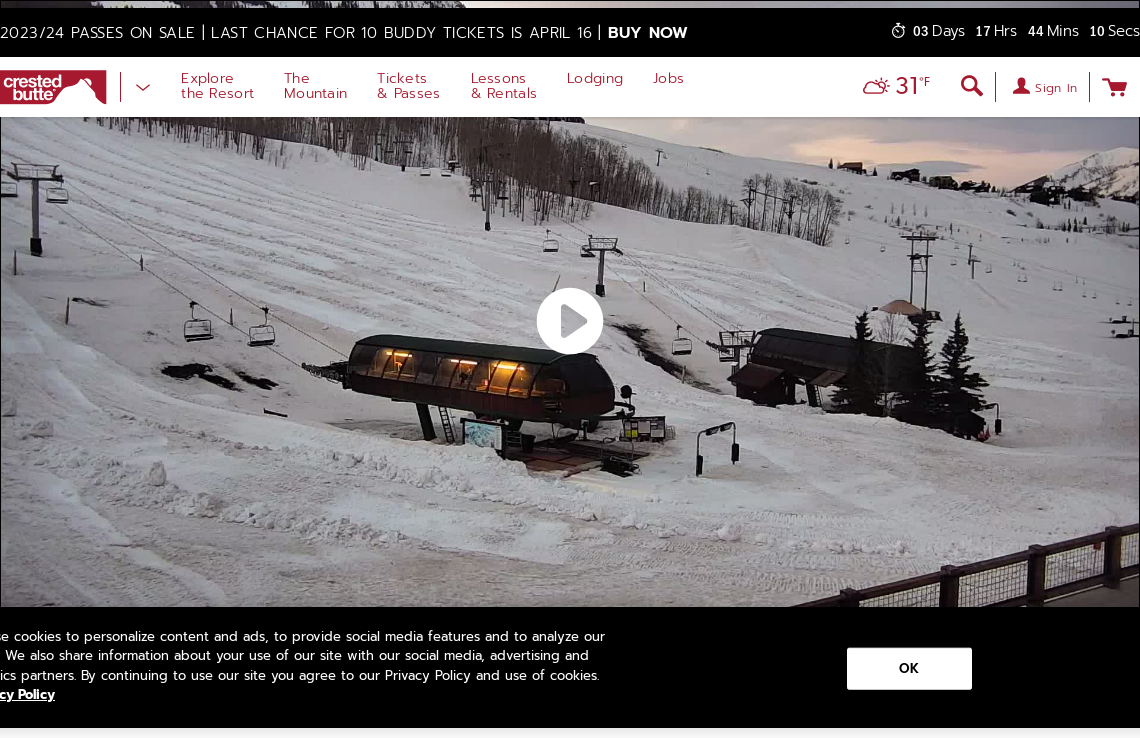 2023/24 PASSES ON SALE | LAST CHANCE FOR 10 BUDDY TICKETS IS APRIL 16 | BUY NOW
03 Days 17 Hrs 44 Mins 10 Secs
crested butte
Explore the Resort
The Mountain
Tickets & Passes
Lessons & Rentals
Lodging
Jobs
31°F
Sign In
se cookies to personalize content and ads, to provide social media features and to analyze our
. We also share information about your use of our site with our social media, advertising and
ics partners. By continuing to use our site you agree to our Privacy Policy and use of cookies.
cy Policy
OK